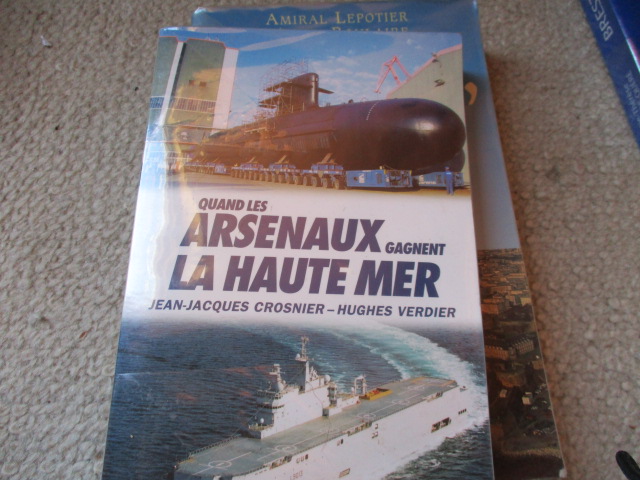 AMIRAL LEPOTIER
QUAND LES
ARSENAUX GAGNENT
LA HAUTE MER
JEAN-JACQUES CROSNIER – HUGHES VERDIER